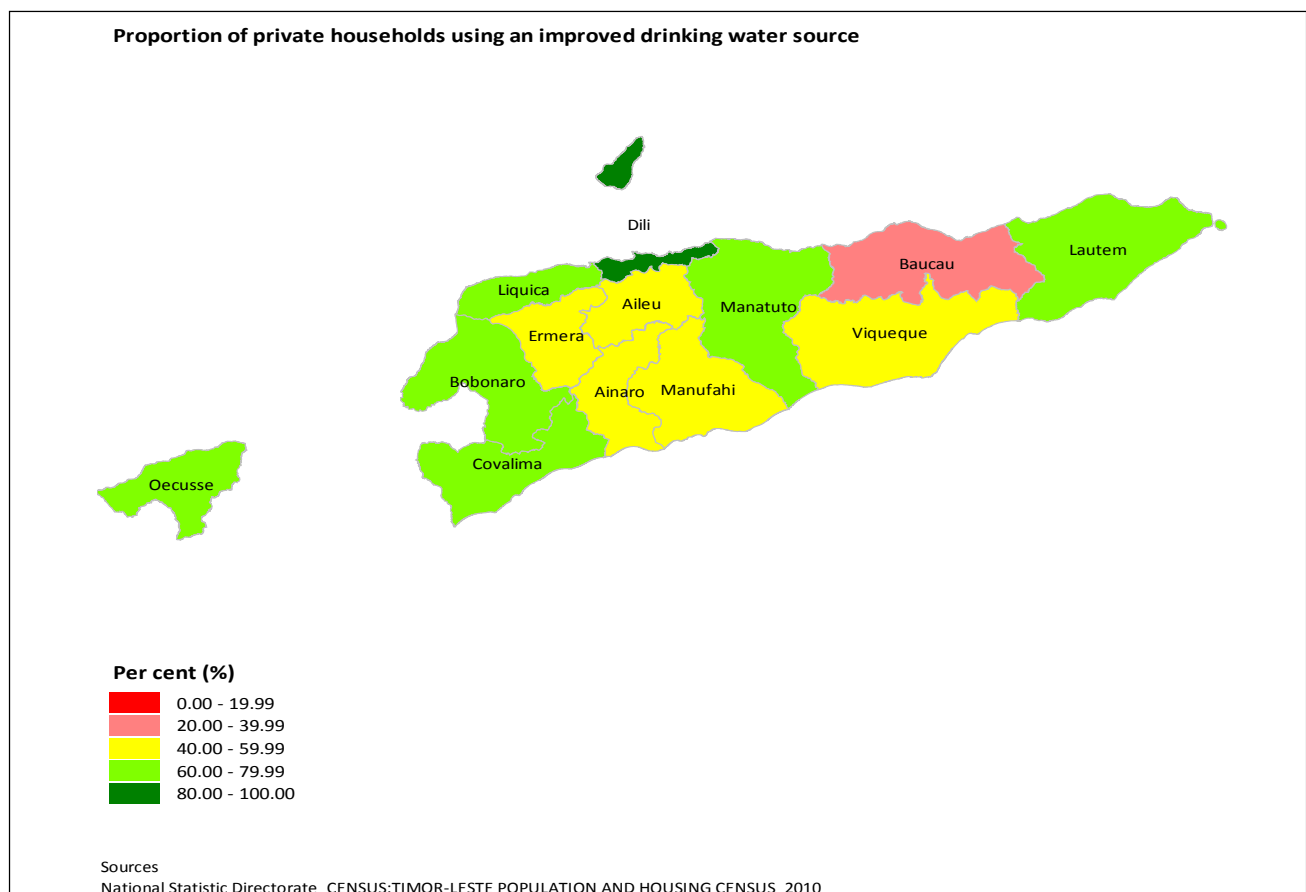 Proportion of private households using an improved drinking water source
Dili
Lautem
Baucau
Liquica
Aileu
Manatuto
Ermera
Viqueque
Bobonaro
Ainaro
Manufahi
Covalima
Oecusse
Per cent (%)
0.00 - 19.99
20.00 - 39.99
40.00 - 59.99
60.00 - 79.99
80.00 - 100.00
Sources
National Statistic Directorate, CENSUS:TIMOR-LESTE POPULATION AND HOUSING CENSUS, 2010